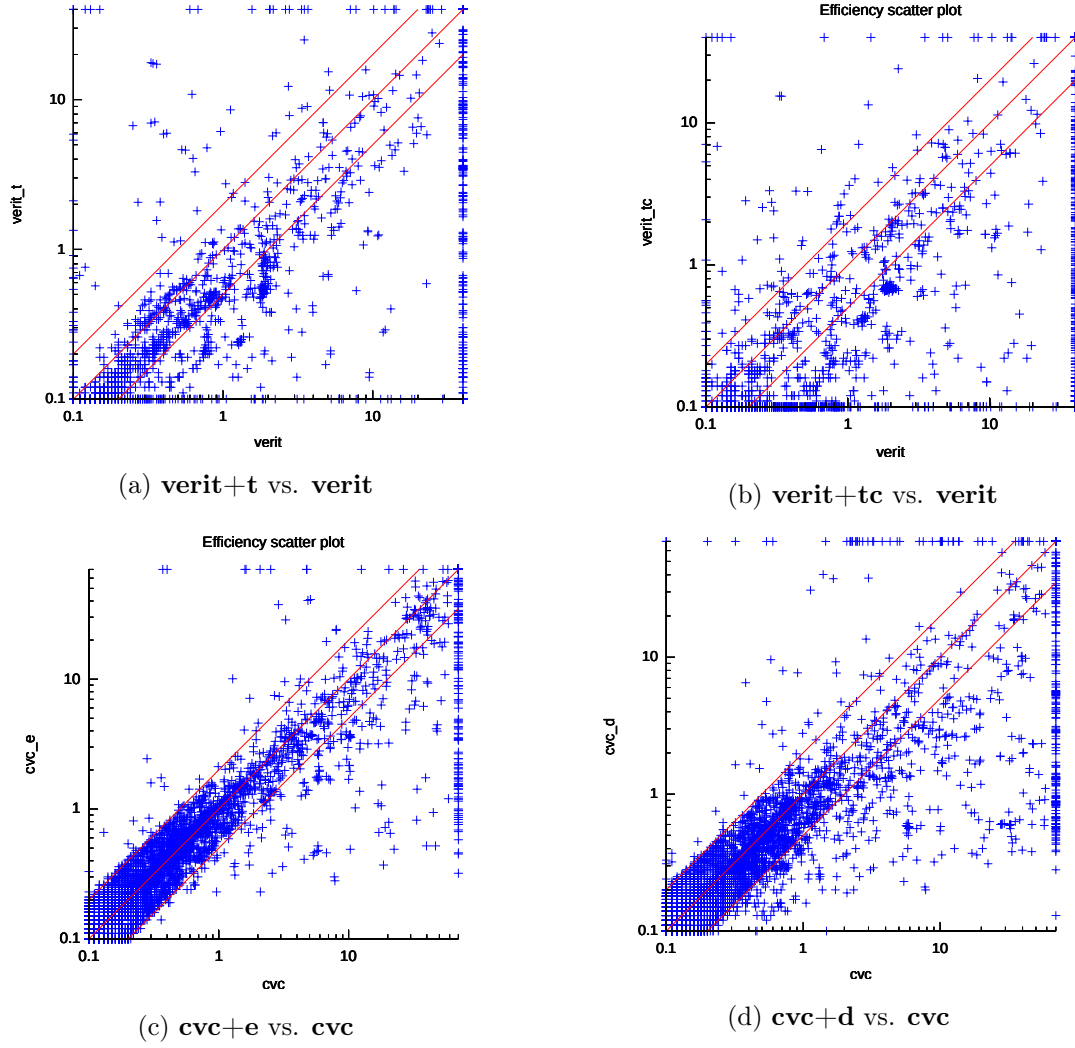 10
1
0.1
0.1
1
10
verit_t
verit
(a) verit+t vs. verit
Efficiency scatter plot
10
1
0.1
0.1
1
10
verit_tc
verit
(b) verit+tc vs. verit
Efficiency scatter plot
10
1
0.1
0.1
1
10
cvc_e
cvc
(c) cvc+e vs. cvc
10
1
0.1
0.1
1
10
cvc_d
cvc
(d) cvc+d vs. cvc